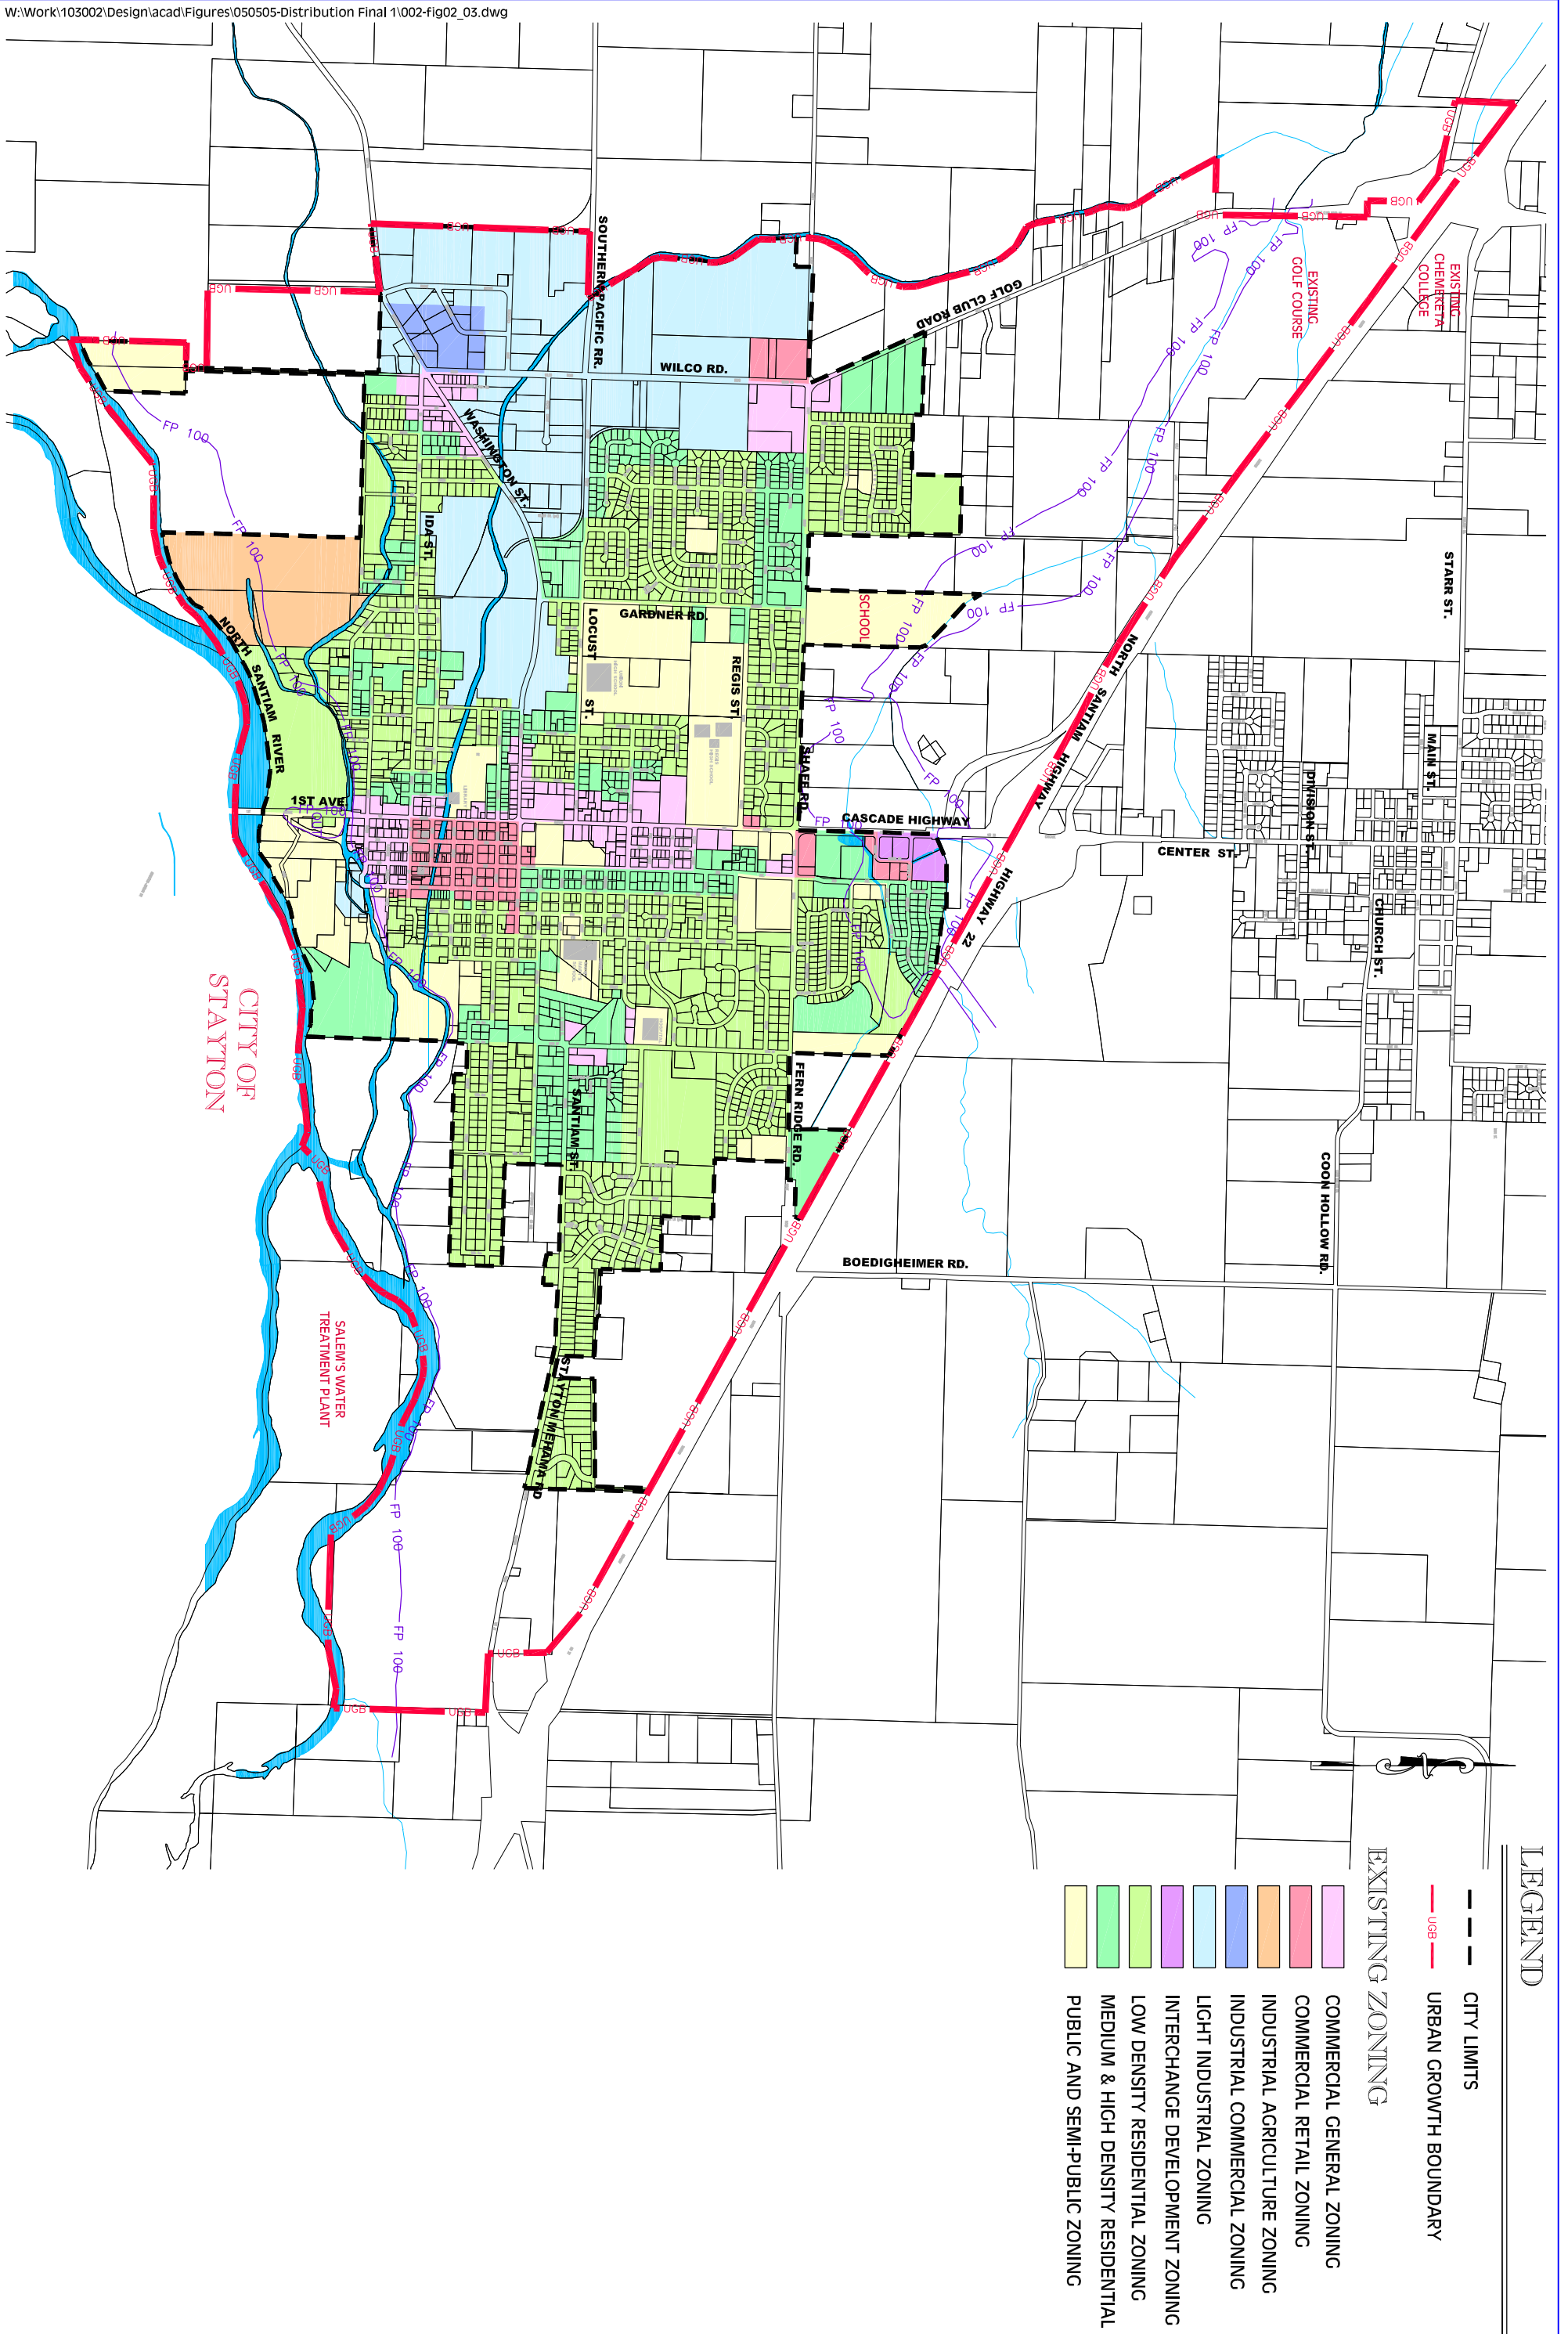 W:\Work\103002\Design\acad\Figures\050505-Distribution Final 1\002-fig02_03.dwg
LEGEND
CITY LIMITS
UGB
URBAN GROWTH BOUNDARY
EXISTING ZONING
COMMERCIAL GENERAL ZONING
COMMERCIAL RETAIL ZONING
INDUSTRIAL AGRICULTURE ZONING
INDUSTRIAL COMMERCIAL ZONING
LIGHT INDUSTRIAL ZONING
INTERCHANGE DEVELOPMENT ZONING
LOW DENSITY RESIDENTIAL ZONING
MEDIUM & HIGH DENSITY RESIDENTIAL
PUBLIC AND SEMI-PUBLIC ZONING
EXISTING
CHEMEKETA
COLLEGE
EXISTING
GOLF COURSE
GOLF CLUB ROAD
SOUTHERN PACIFIC RR.
WILCO RD.
WASHINGTON ST.
IDA ST.
STARR ST.
MAIN ST.
DIVISION ST.
CENTER ST.
CHURCH ST.
COON HOLLOW RD.
BOEDIGHEIMER RD.
NORTH SANTIAM HIGHWAY
HIGHWAY 22
CASCADE HIGHWAY
SCHOOL
GARDNER RD.
LOCUST ST.
REGIS ST
SHAFF RD.
1ST AVE.
NORTH SANTIAM RIVER
FERN RIDGE RD.
SANTIAM ST.
STAYTON MEHAMA RD
CITY OF
STAYTON
SALEM'S WATER
TREATMENT PLANT
FP 100
UGB